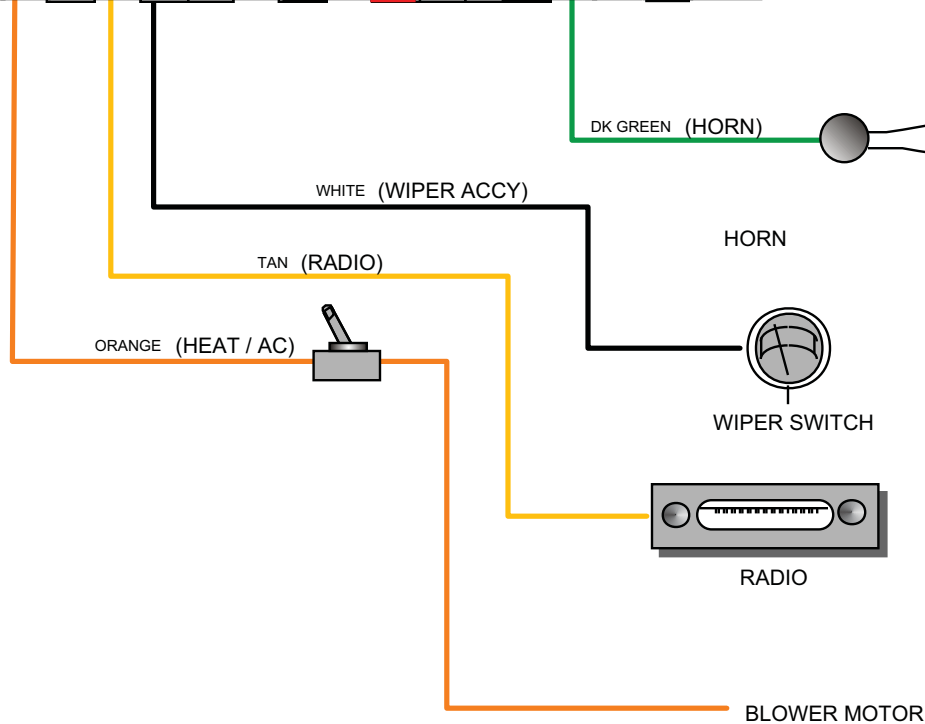 DK GREEN (HORN)
WHITE (WIPER ACCY)
HORN
TAN (RADIO)
ORANGE (HEAT / AC)
WIPER SWITCH
RADIO
BLOWER MOTOR